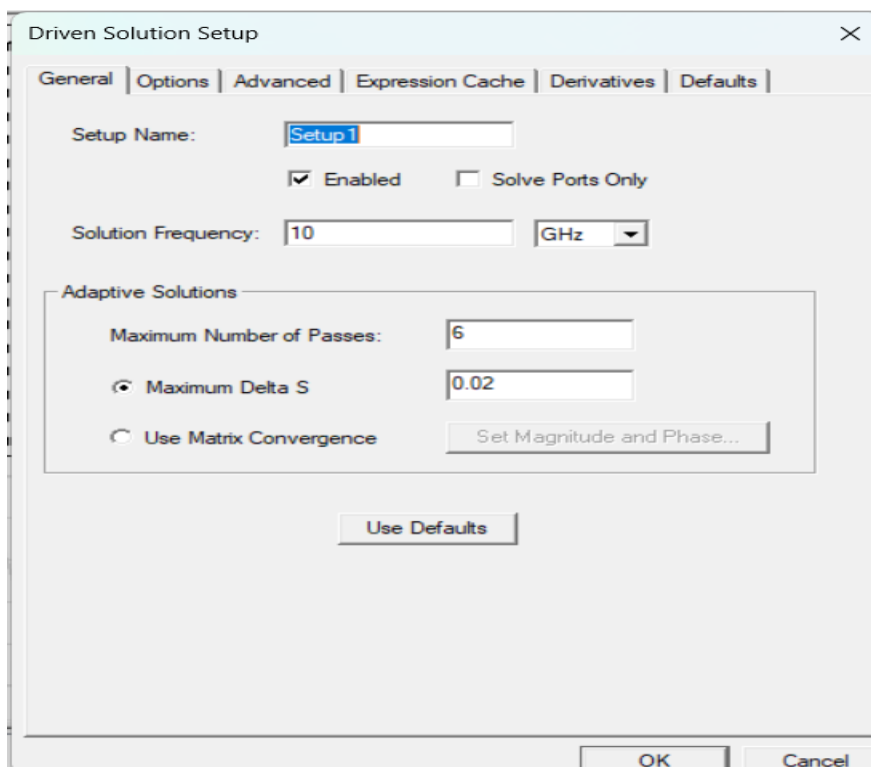 Driven Solution Setup
General Options Advanced Expression Cache Derivatives Defaults
Setup Name: Setup1
Enabled Solve Ports Only
Solution Frequency: 10 GHz
Adaptive Solutions
Maximum Number of Passes: 6
Maximum Delta S 0.02
Use Matrix Convergence Set Magnitude and Phase...
Use Defaults
OK Cancel